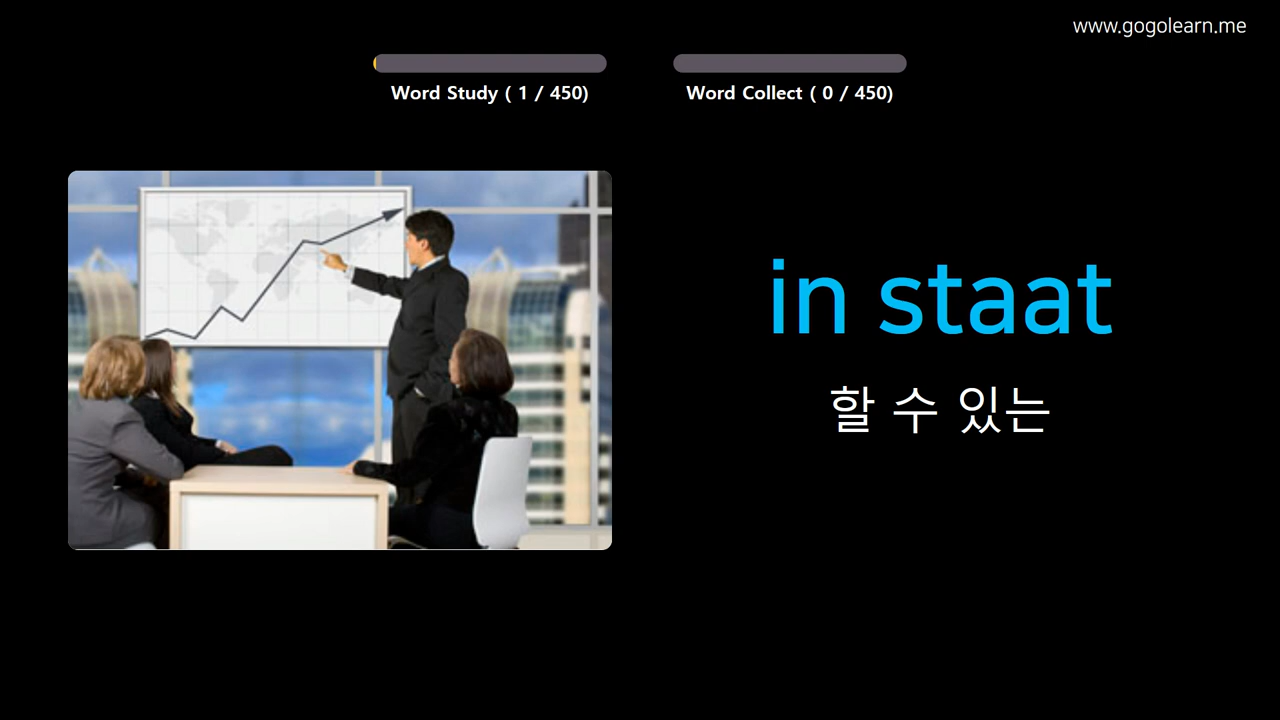 www.gogolearn.me
Word Study ( 1 / 450)
Word Collect ( 0 / 450)
in staat
할 수 있는